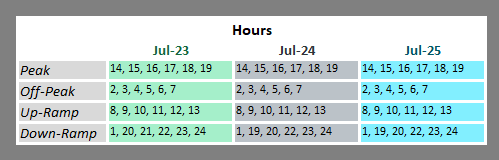 Hours
Jul-23 Jul-24 Jul-25
Peak 14, 15, 16, 17, 18, 19 14, 15, 16, 17, 18, 19 14, 15, 16, 17, 18, 19
Off-Peak 2, 3, 4, 5, 6, 7 2, 3, 4, 5, 6, 7 2, 3, 4, 5, 6, 7
Up-Ramp 8, 9, 10, 11, 12, 13 8, 9, 10, 11, 12, 13 8, 9, 10, 11, 12, 13
Down-Ramp 1, 20, 21, 22, 23, 24 1, 19, 20, 22, 23, 24 1, 19, 20, 22, 23, 24